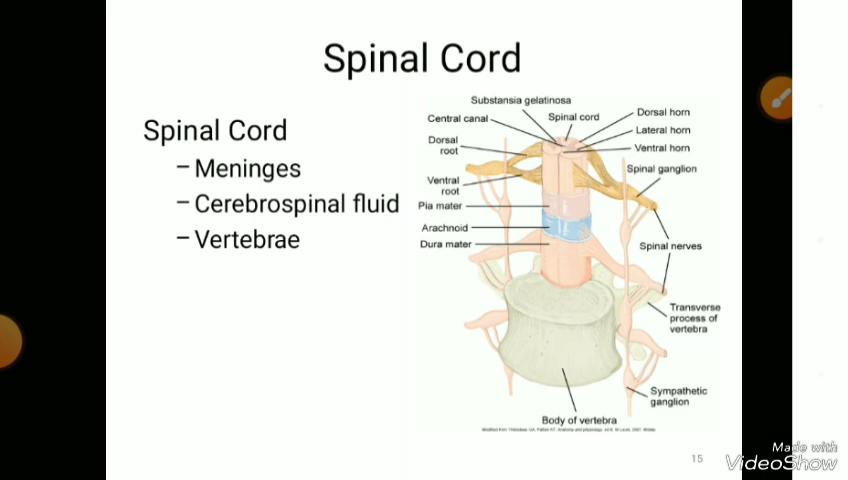 Spinal Cord
Spinal Cord
– Meninges
– Cerebrospinal fluid
– Vertebrae
Substansia gelatinosa
Central canal
Spinal cord
Dorsal horn
Lateral horn
Ventral horn
Dorsal
root
Spinal ganglion
Ventral
root
Pia mater
Arachnoid
Dura mater
Spinal nerves
Transverse
process of
vertebra
Sympathetic
ganglion
Body of vertebra
15
Made with
VideoShow